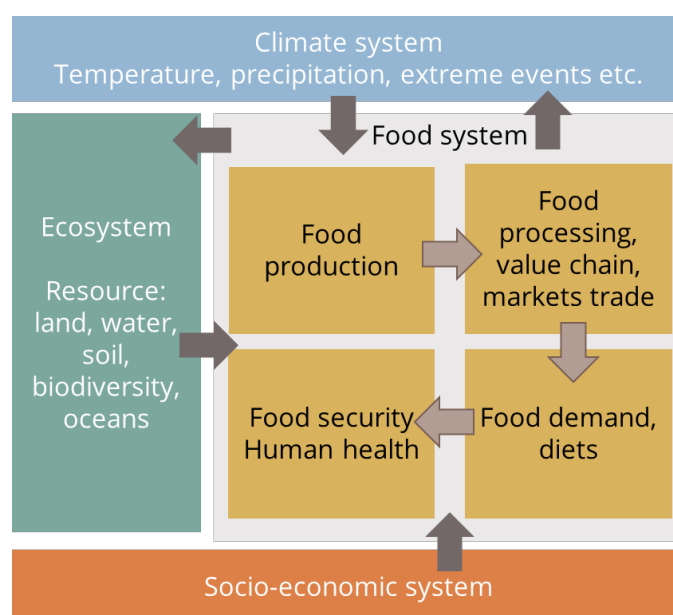 Climate system
Temperature, precipitation, extreme events etc.
Food system
Ecosystem
Resource:
land, water,
soil,
biodiversity,
oceans
Food
production
Food
processing,
value chain,
markets trade
Food security
Human health
Food demand,
diets
Socio-economic system